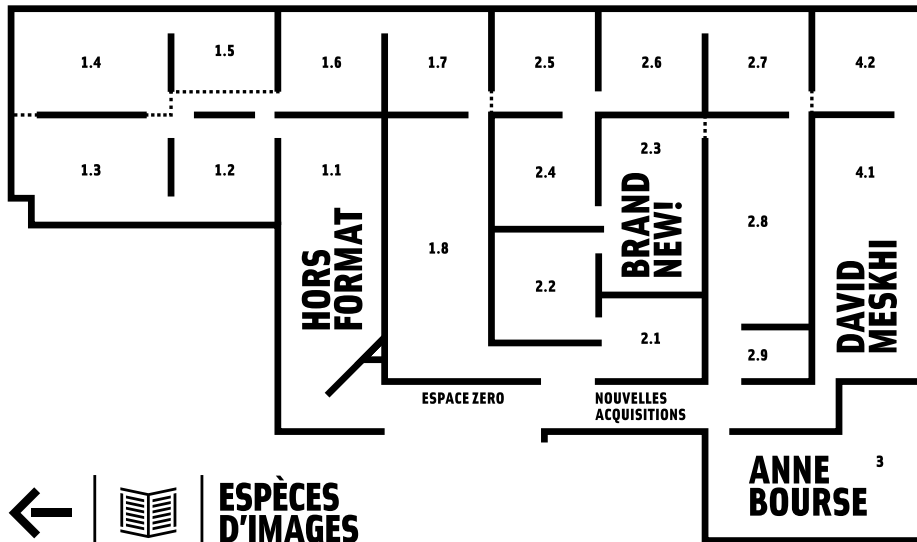 1.4
1.5
1.6
1.7
2.5
2.6
2.7
4.2
1.3
1.2
1.1
2.4
2.3
4.1
HORS
FORMAT
1.8
BRAND
NEW!
2.8
DAVID
MESKHI
2.2
2.1
2.9
ESPACE ZERO
NOUVELLES
ACQUISITIONS
ANNE
BOURSE
3
ESPÈCES
D'IMAGES